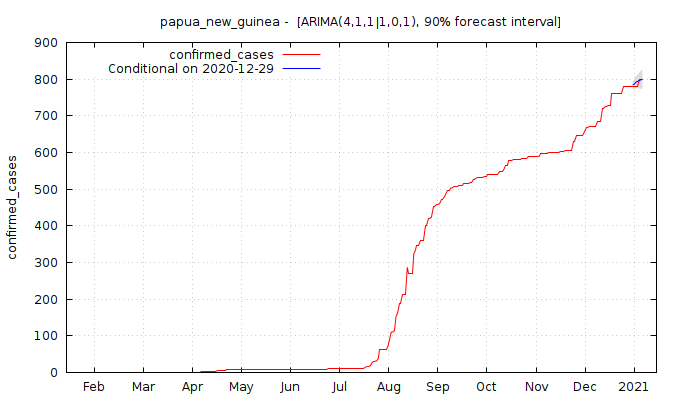 papua_new_guinea -  [ARIMA(4,1,1|1,0,1), 90% forecast interval]
confirmed_cases
Conditional on 2020-12-29
confirmed_cases
900
800
700
600
500
400
300
200
100
0
Feb Mar Apr May Jun Jul Aug Sep Oct Nov Dec 2021